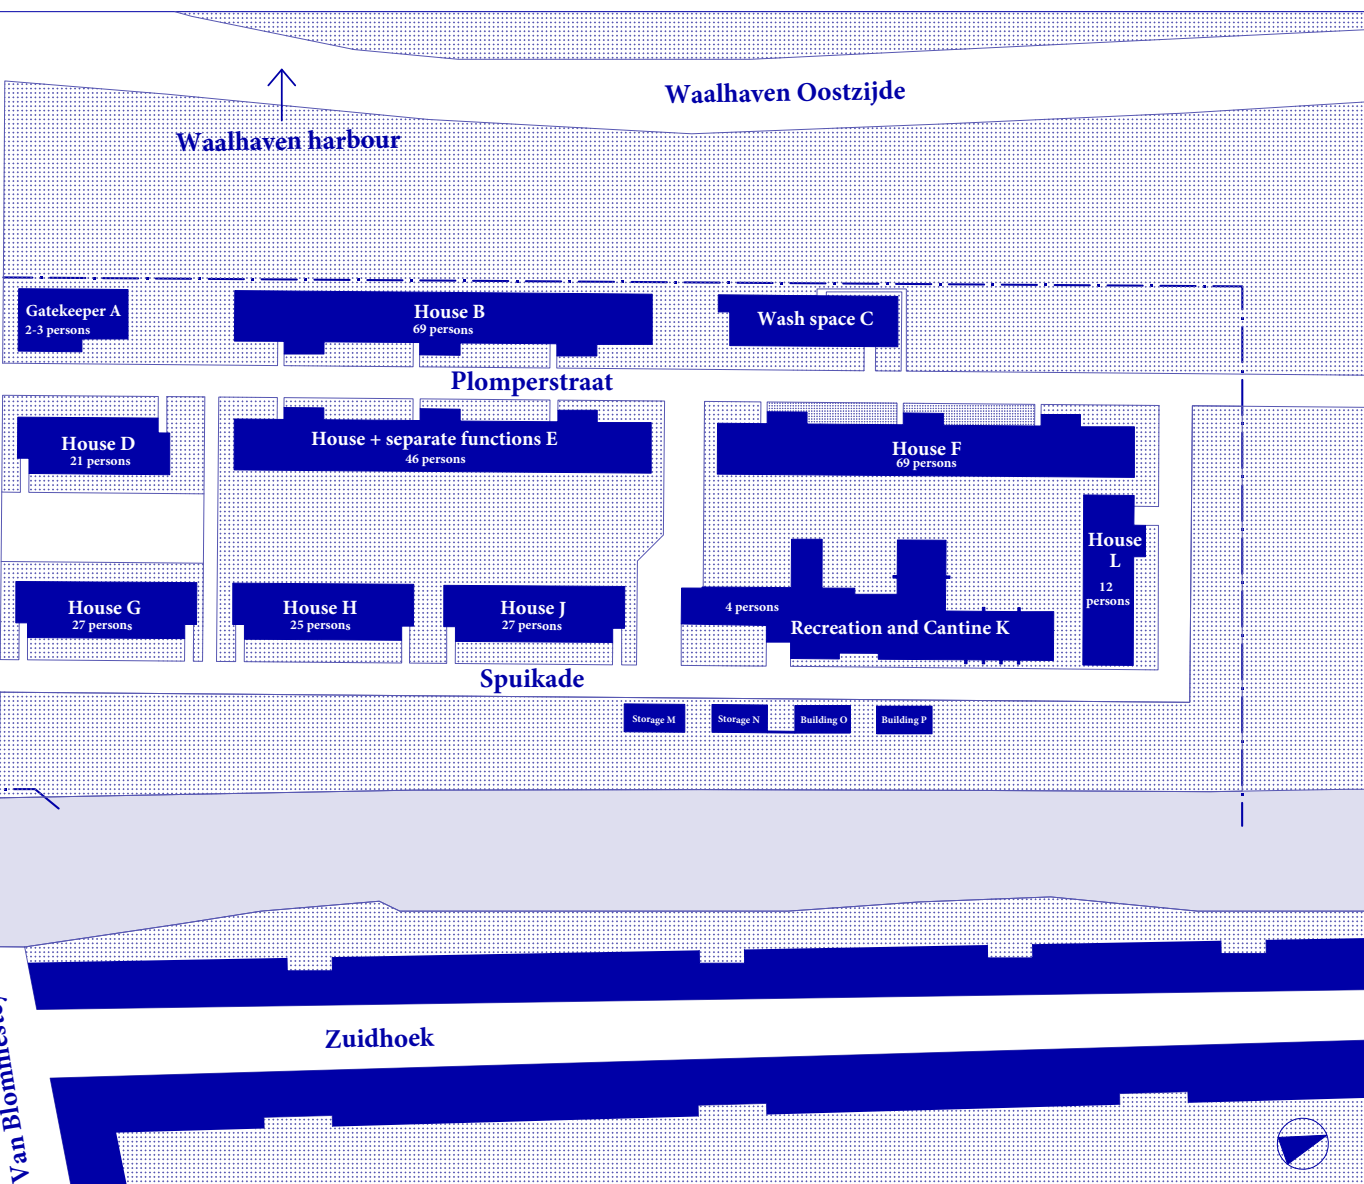 Waalhaven Oostzijde
Waalhaven harbour
Gatekeeper A
2-3 persons
House B
69 persons
Wash space C
Plomperstraat
House D
21 persons
House + separate functions E
46 persons
House F
69 persons
House
L
12
persons
House G
27 persons
House H
25 persons
House J
27 persons
4 persons
Recreation and Cantine K
Spuikade
Storage M
Storage N
Building O
Building P
Zuidhoek
Van